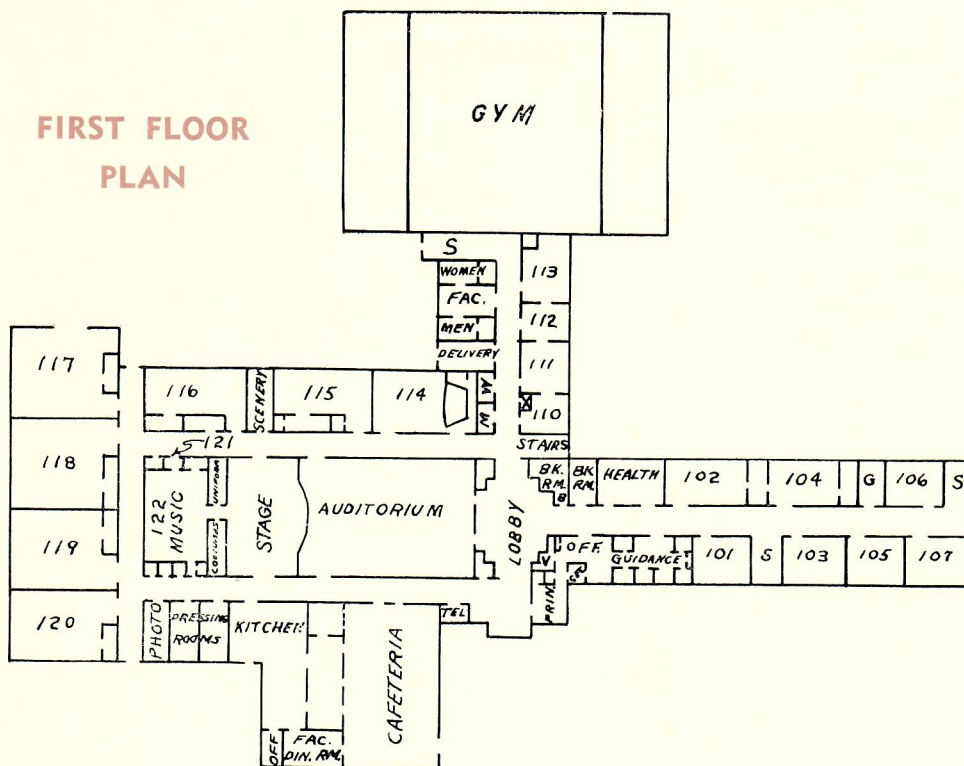 FIRST FLOOR
PLAN
GYM
S
WOMEN
113
FAC.
112
MEN
DELIVERY
111
117
116
SCENERY
115
114
M
110
STAIRS
121
118
BK.
RM.
B
BK.
RM.
HEALTH
102
104
G
106
S
122
MUSIC
UNIFORM
COSTUMES
STAGE
AUDITORIUM
LOBBY
119
V
OFF.
GUIDANCE
101
S
103
105
107
PRIN.
120
PHOTO
DRESSING
ROOMS
KITCHEN
TEL
CAFETERIA
OFF
FAC.
DIN. RM.